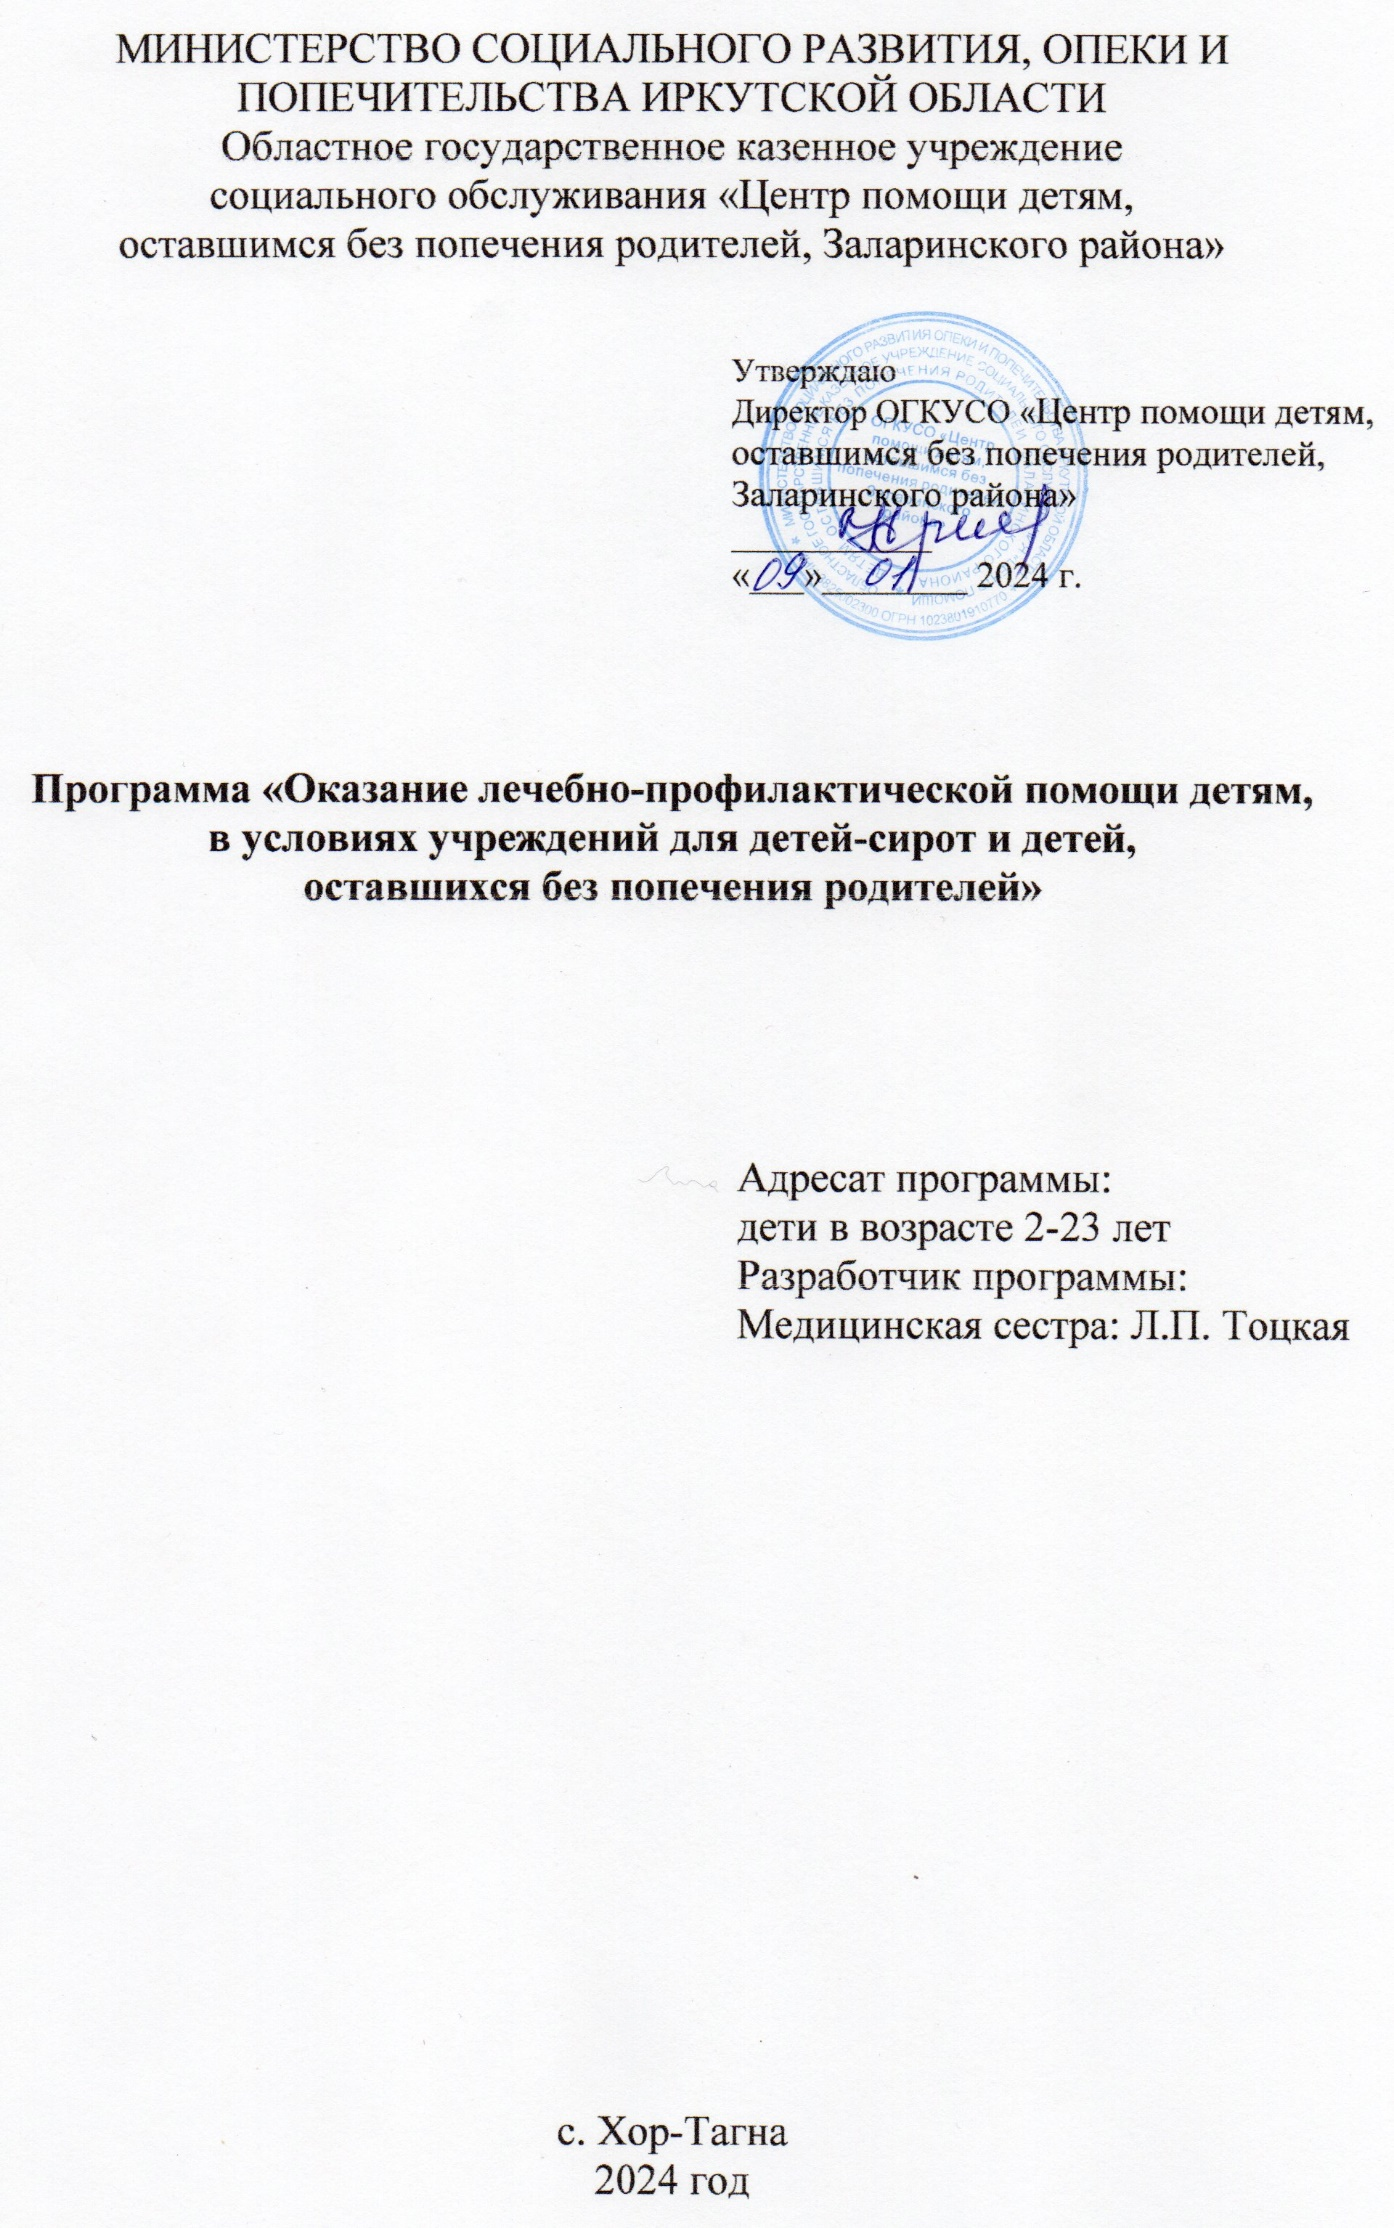 МИНИСТЕРСТВО СОЦИАЛЬНОГО РАЗВИТИЯ, ОПЕКИ И
ПОПЕЧИТЕЛЬСТВА ИРКУТСКОЙ ОБЛАСТИ
Областное государственное казенное учреждение
социального обслуживания «Центр помощи детям,
оставшимся без попечения родителей, Заларинского района»
Утверждаю
Директор ОГКУСО «Центр помощи детям,
оставшимся без попечения родителей,
Заларинского района»
«09» 01 2024 г.
ОГРН 1023801910770
Программа «Оказание лечебно-профилактической помощи детям,
в условиях учреждений для детей-сирот и детей,
оставшихся без попечения родителей»
Адресат программы:
дети в возрасте 2-23 лет
Разработчик программы:
Медицинская сестра: Л.П. Тоцкая
с. Хор-Тагна
2024 год